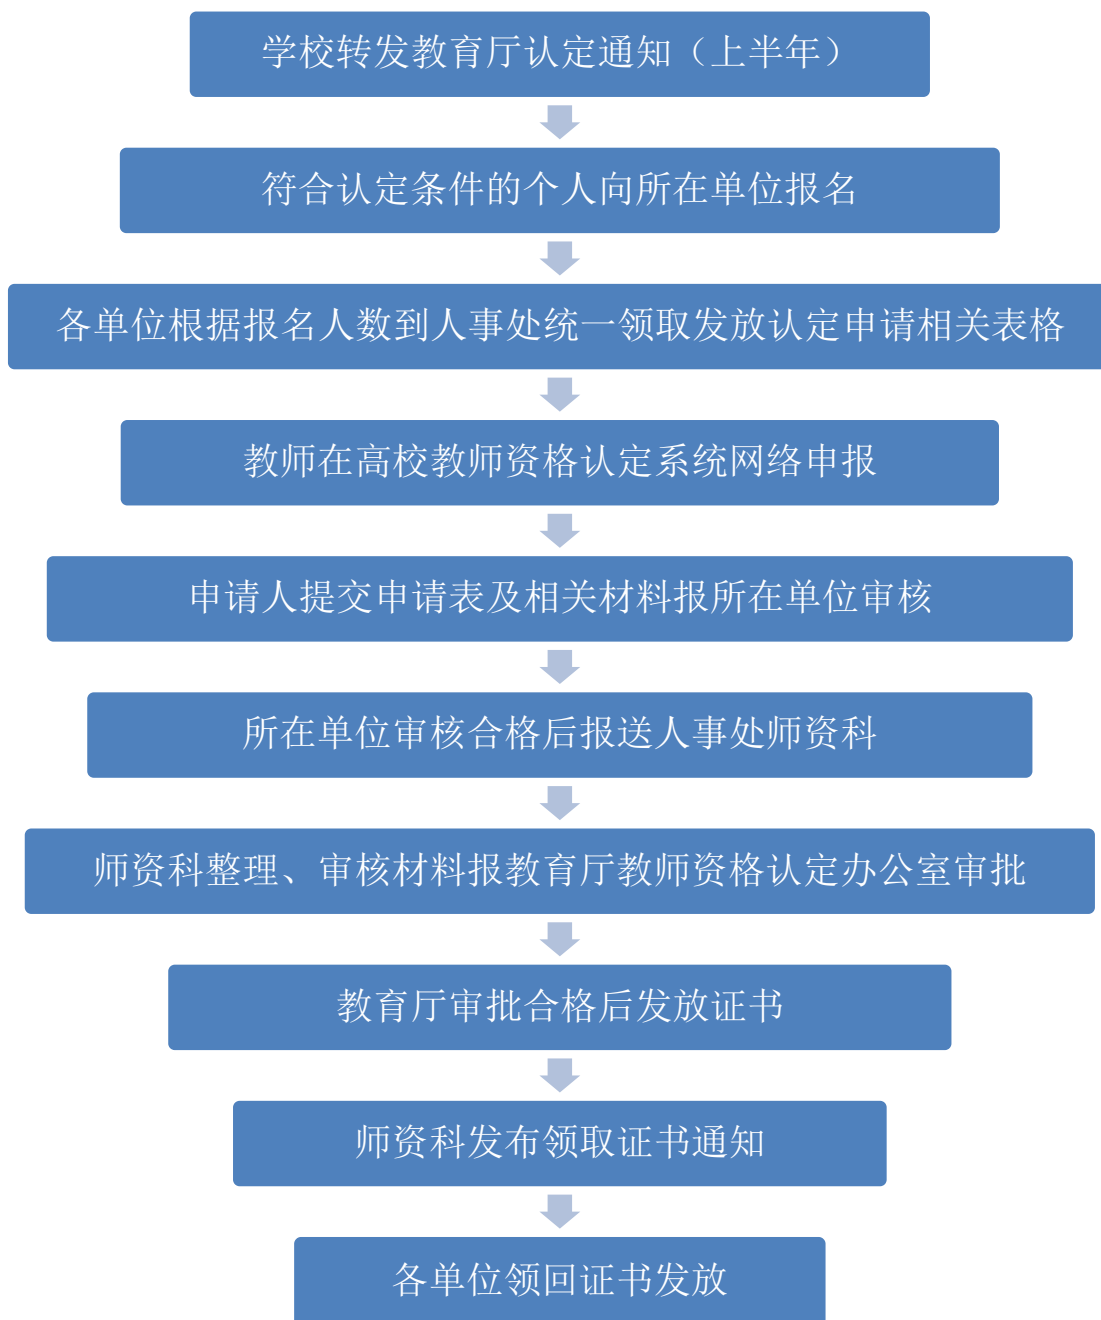 学校转发教育厅认定通知（上半年）
符合认定条件的个人向所在单位报名
各单位根据报名人数到人事处统一领取发放认定申请相关表格
教师在高校教师资格认定系统网络申报
申请人提交申请表及相关材料报所在单位审核
所在单位审核合格后报送人事处师资科
师资科整理、审核材料报教育厅教师资格认定办公室审批
教育厅审批合格后发放证书
师资科发布领取证书通知
各单位领回证书发放